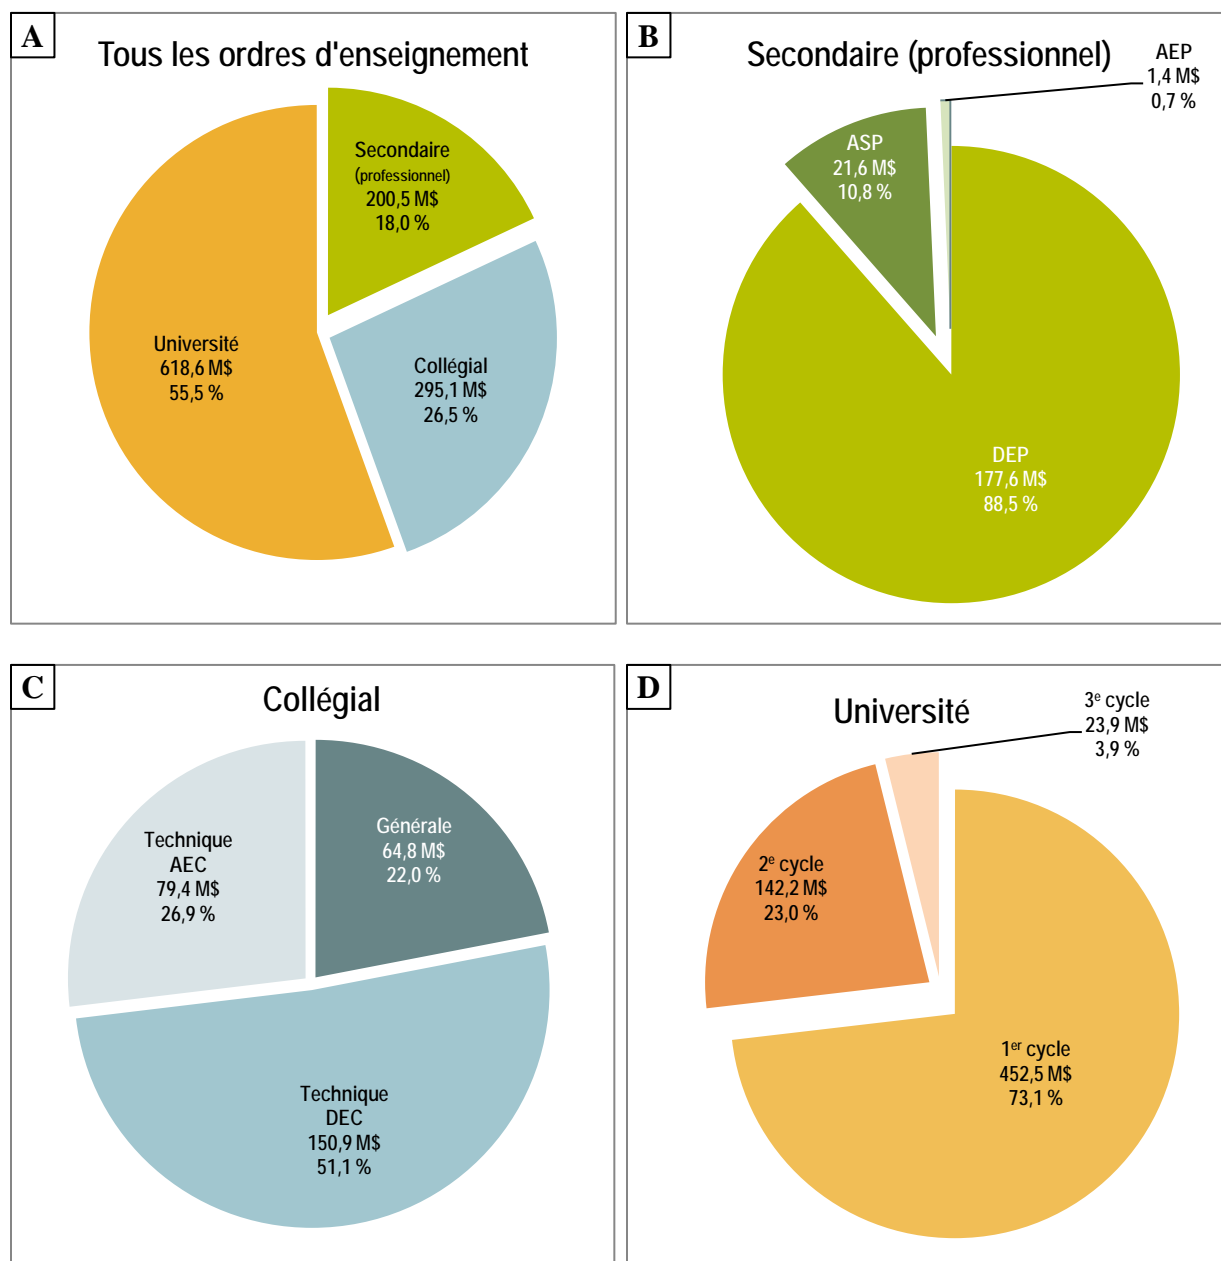 A
Tous les ordres d'enseignement
Secondaire
(professionnel)
200,5 M$
18,0 %
Université
618,6 M$
55,5 %
Collégial
295,1 M$
26,5 %
B
Secondaire (professionnel)
AEP
1,4 M$
0,7 %
ASP
21,6 M$
10,8 %
DEP
177,6 M$
88,5 %
C
Collégial
Générale
64,8 M$
22,0 %
Technique
AEC
79,4 M$
26,9 %
Technique
DEC
150,9 M$
51,1 %
D
Université
3e cycle
23,9 M$
3,9 %
2e cycle
142,2 M$
23,0 %
1er cycle
452,5 M$
73,1 %